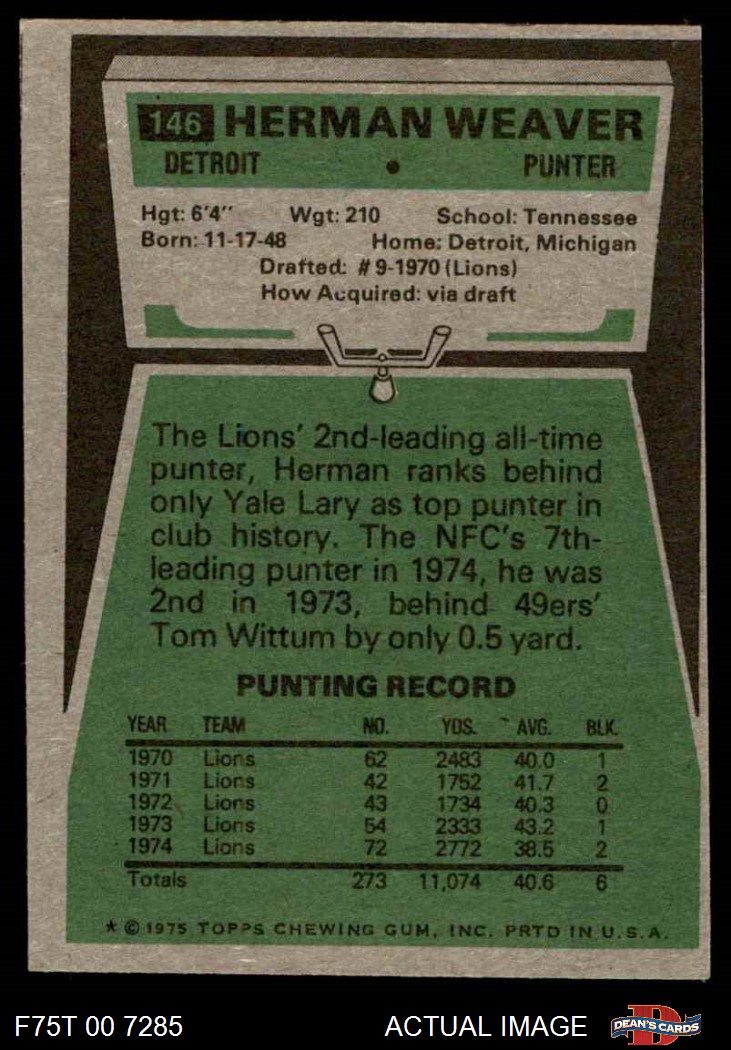 146 HERMAN WEAVER
DETROIT • PUNTER
Hgt: 6'4" Wgt: 210 School: Tennessee
Born: 11-17-48 Home: Detroit, Michigan
Drafted: #9-1970 (Lions)
How Acquired: via draft
The Lions' 2nd-leading all-time
punter, Herman ranks behind
only Yale Lary as top punter in
club history. The NFC's 7th-
leading punter in 1974, he was
2nd in 1973, behind 49ers'
Tom Wittum by only 0.5 yard.
PUNTING RECORD
YEAR TEAM NO. YDS. AVG. BLK.
1970 Lions 62 2483 40.0 1
1971 Lions 42 1752 41.7 2
1972 Lions 43 1734 40.3 0
1973 Lions 54 2333 43.2 1
1974 Lions 72 2772 38.5 2
Totals 273 11,074 40.6 6
* © 1975 TOPPS CHEWING GUM, INC. PRTD IN U.S.A.
F75T 00 7285 ACTUAL IMAGE D DEAN'S CARDS